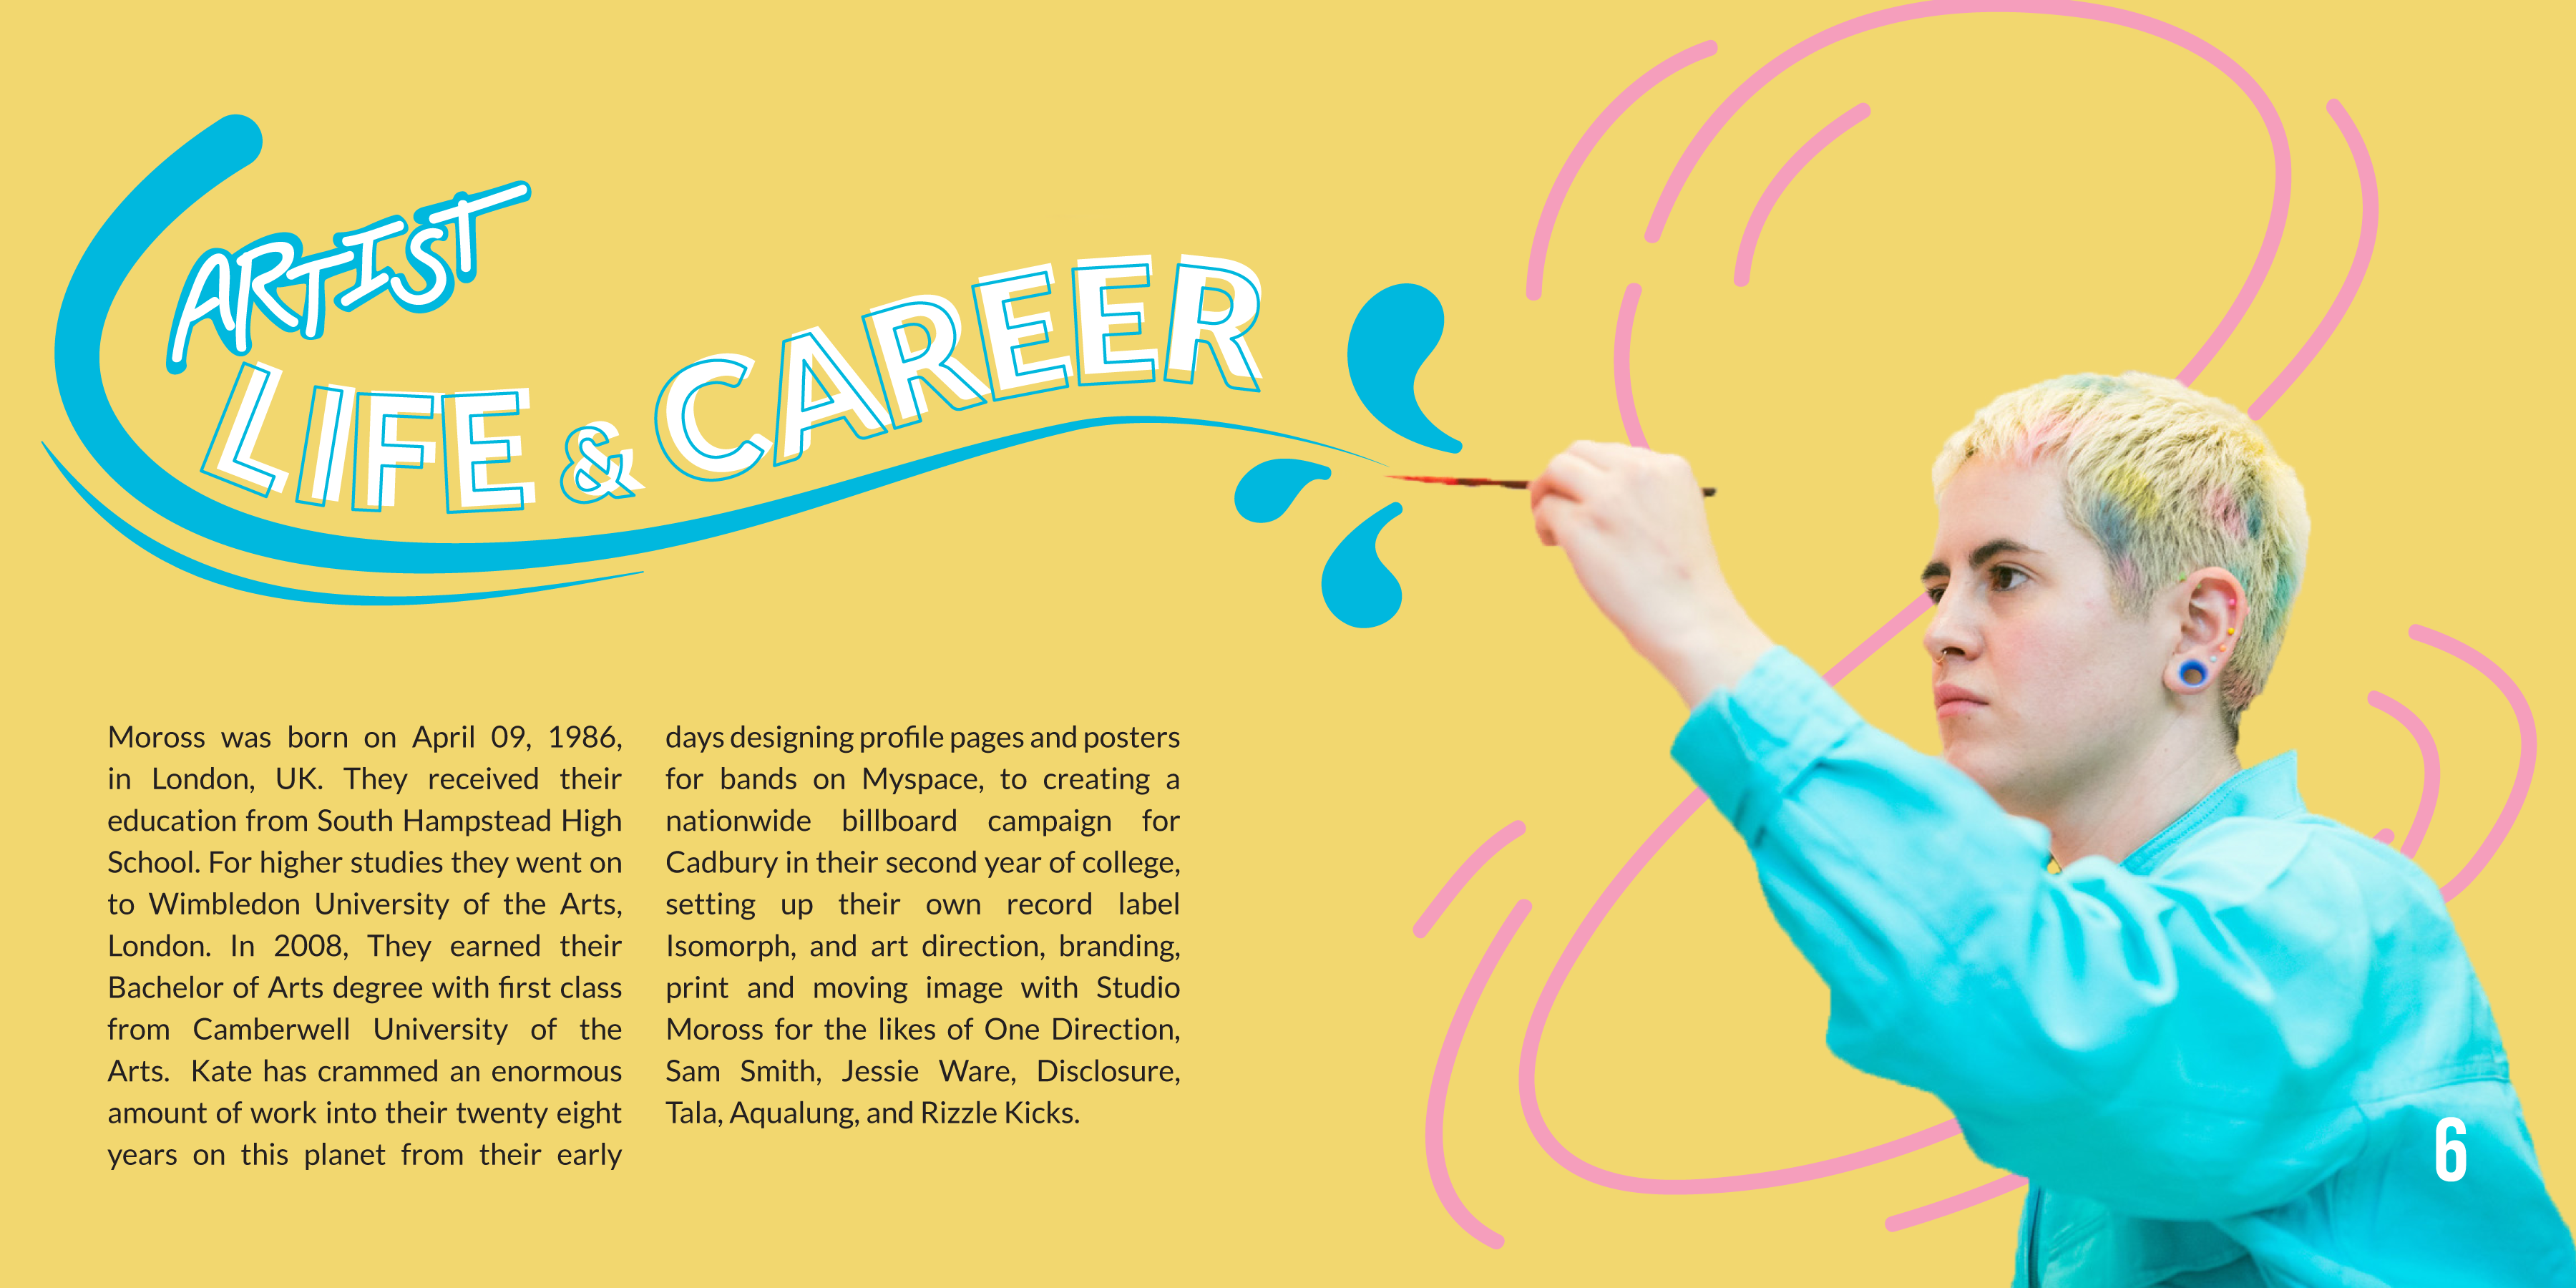 ARTIST
LIFE & CAREER
Moross was born on April 09, 1986,
in London, UK. They received their
education from South Hampstead High
School. For higher studies they went on
to Wimbledon University of the Arts,
London. In 2008, They earned their
Bachelor of Arts degree with first class
from Camberwell University of the
Arts. Kate has crammed an enormous
amount of work into their twenty eight
years on this planet from their early
days designing profile pages and posters
for bands on Myspace, to creating a
nationwide billboard campaign for
Cadbury in their second year of college,
setting up their own record label
Isomorph, and art direction, branding,
print and moving image with Studio
Moross for the likes of One Direction,
Sam Smith, Jessie Ware, Disclosure,
Tala, Aqualung, and Rizzle Kicks.
6